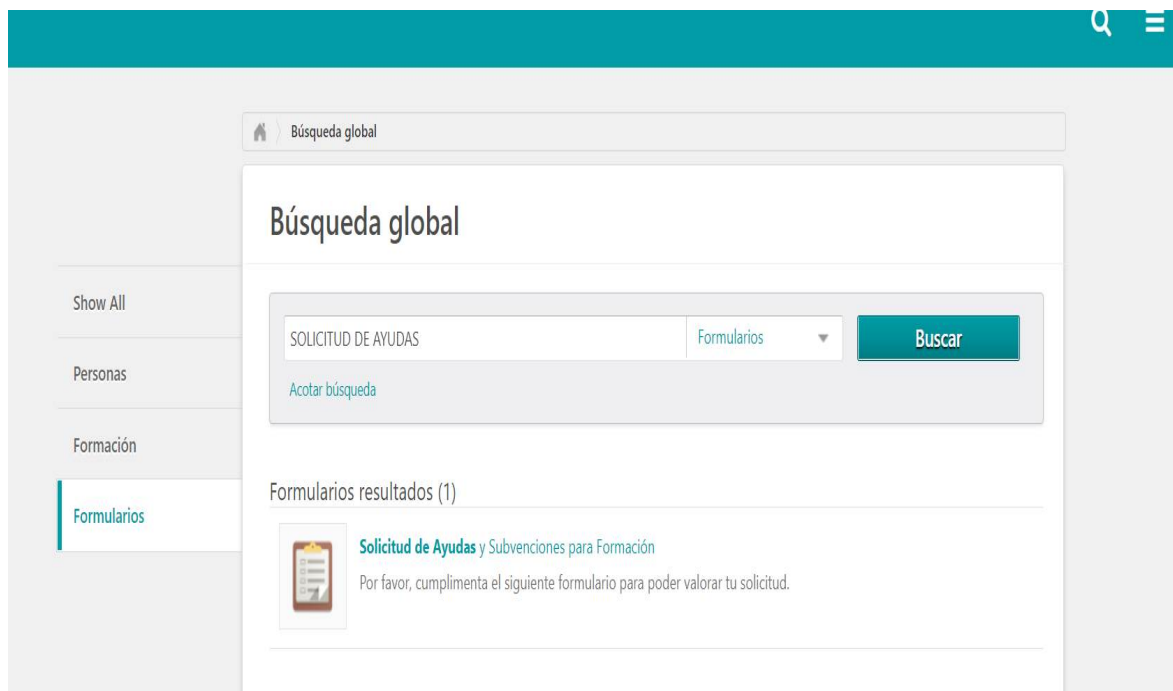 Búsqueda global
Búsqueda global
Show All
Personas
Formación
Formularios
SOLICITUD DE AYUDAS
Formularios
Buscar
Acotar búsqueda
Formularios resultados (1)
Solicitud de Ayudas y Subvenciones para Formación
Por favor, cumplimenta el siguiente formulario para poder valorar tu solicitud.